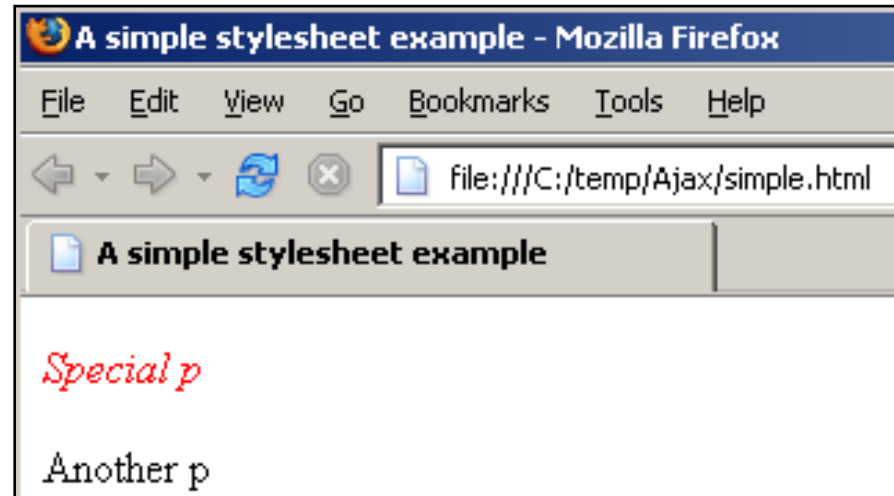 A simple stylesheet example - Mozilla Firefox
File Edit View Go Bookmarks Tools Help
file:///C:/temp/Ajax/simple.html
A simple stylesheet example
Special p
Another p